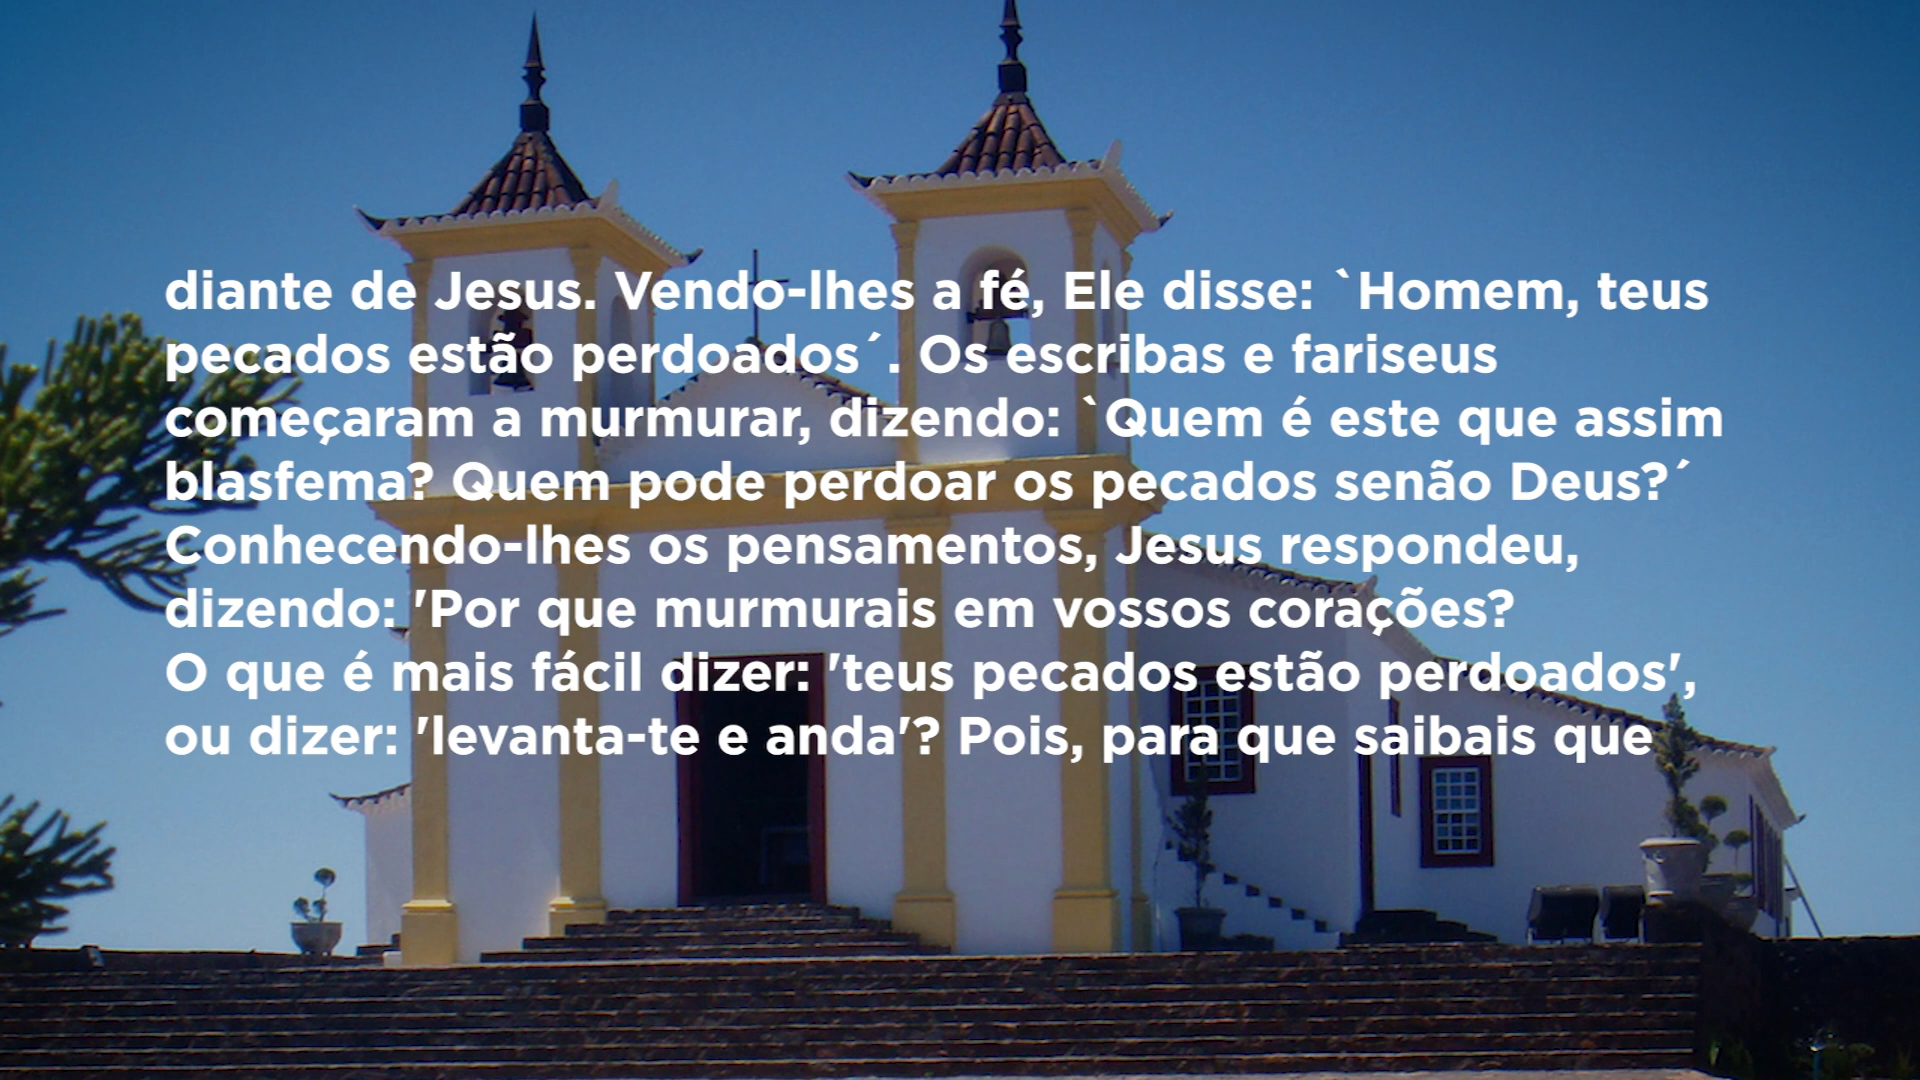 diante de Jesus. Vendo-lhes a fé, Ele disse: `Homem, teus
pecados estão perdoados´. Os escribas e fariseus
começaram a murmurar, dizendo: `Quem é este que assim
blasfema? Quem pode perdoar os pecados senão Deus?´
Conhecendo-lhes os pensamentos, Jesus respondeu,
dizendo: 'Por que murmurais em vossos corações?
O que é mais fácil dizer: 'teus pecados estão perdoados',
ou dizer: 'levanta-te e anda'? Pois, para que saibais que